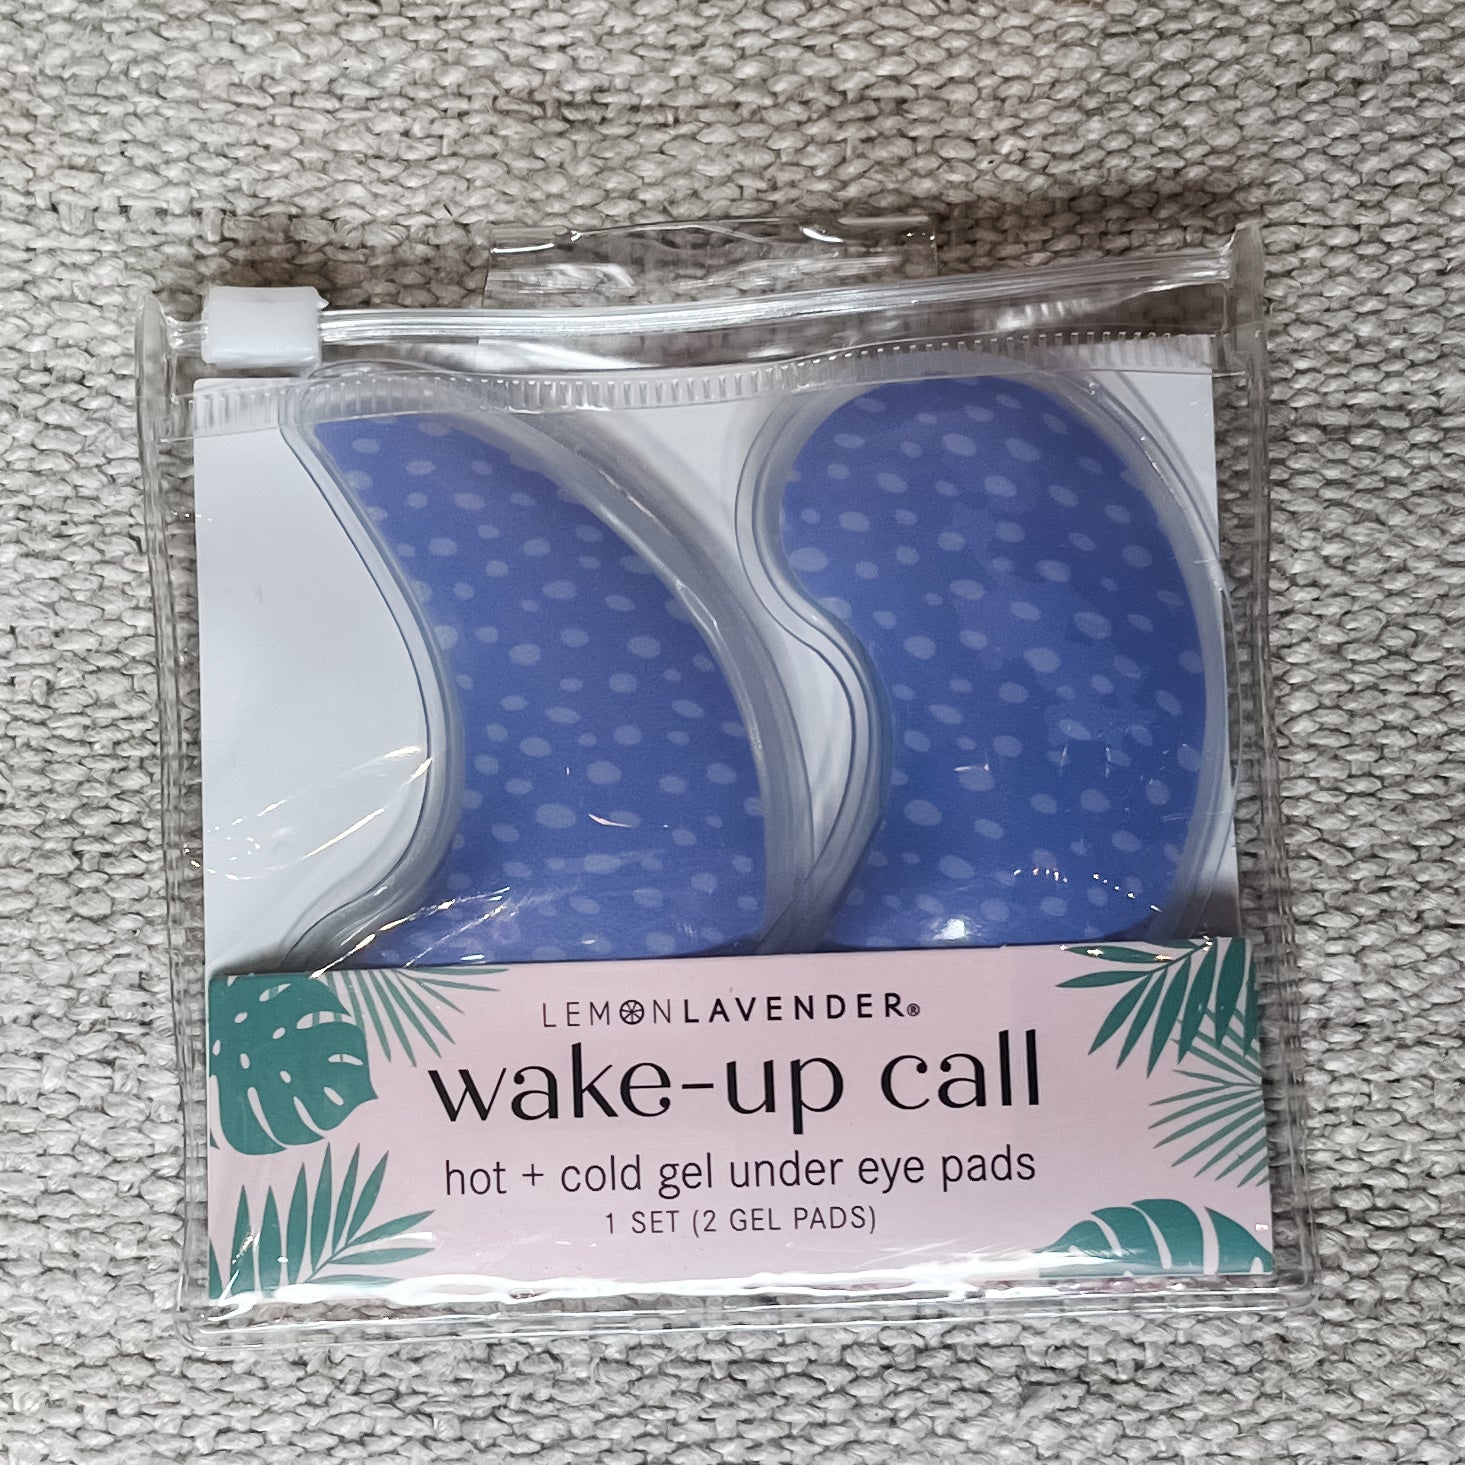 LEMONLAVENDER®
wake-up call
hot + cold gel under eye pads
1 SET (2 GEL PADS)